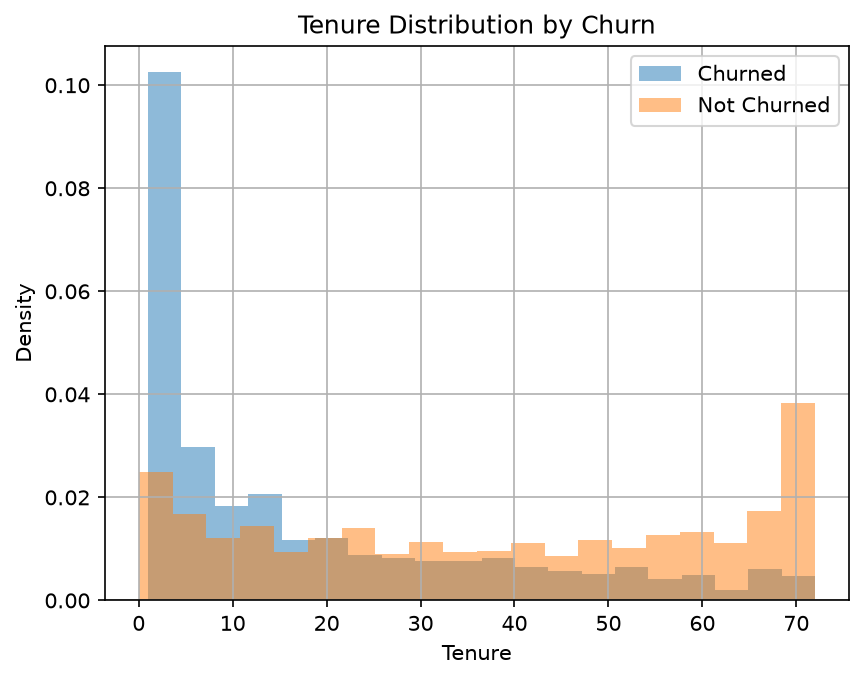 Tenure Distribution by Churn
Churned
Not Churned
0.10
0.08
0.06
0.04
0.02
0.00
Density
0 10 20 30 40 50 60 70
Tenure